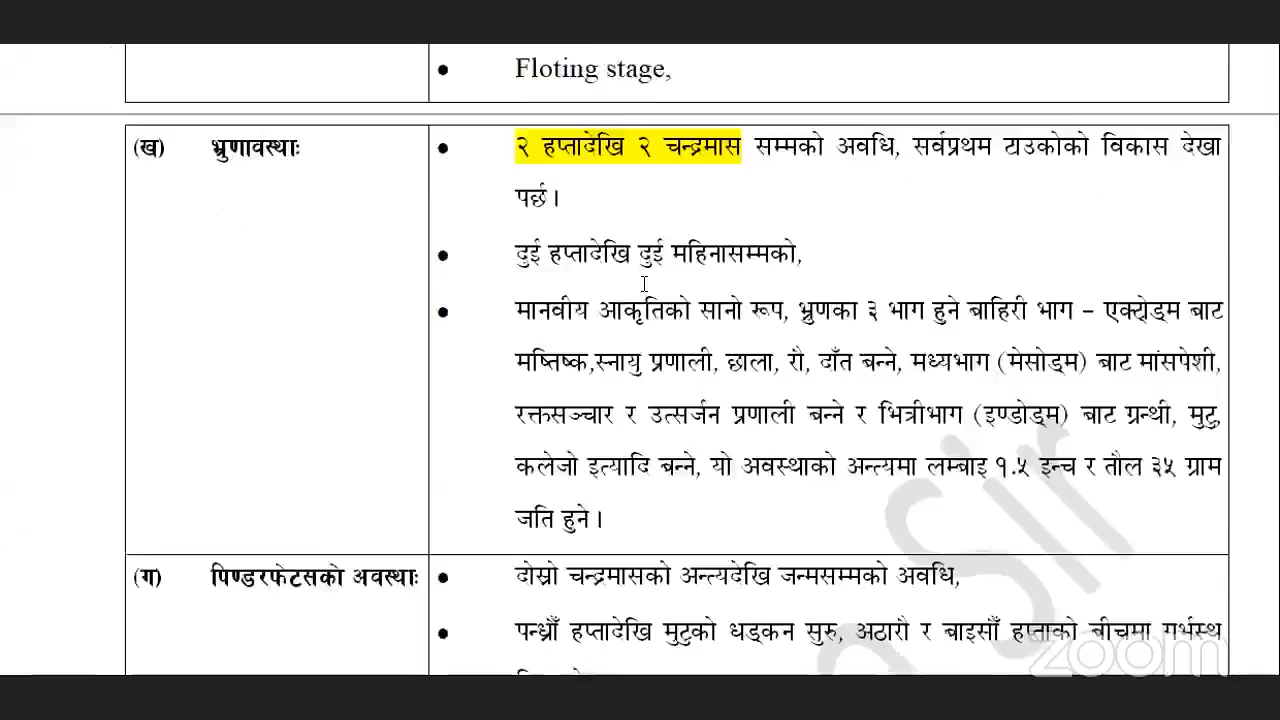 ● Floting stage,
(ख) भ्रुणावस्थाः ● २ हप्तादेखि २ चन्द्रमास सम्मको अवधि, सर्वप्रथम टाउकोको विकास देखा
पर्छ।
● दुई हप्तादेखि दुई महिनासम्मको,
● मानवीय आकृतिको सानो रूप, भ्रुणका ३ भाग हुने बाहिरी भाग – एक्ट्रोड्म बाट
मष्तिष्क,स्नायु प्रणाली, छाला, रौ, दाँत बन्ने, मध्यभाग (मेसोड्म) बाट मांसपेशी,
रक्तसञ्चार र उत्सर्जन प्रणाली बन्ने र भित्रीभाग (इण्डोड्म) बाट ग्रन्थी, मुटु,
कलेजो इत्यादि बन्ने, यो अवस्थाको अन्त्यमा लम्बाइ १.५ इन्च र तौल ३५ ग्राम
जति हुने।
(ग) पिण्डरफेटसको अवस्थाः ● दोस्रो चन्द्रमासको अन्त्यदेखि जन्मसम्मको अवधि,
● पन्ध्रौँ हप्तादेखि मुटुको धड्कन सुरु, अठारौ र बाइसौँ हप्ताको बीचमा गर्भस्थ
Sir
zoom